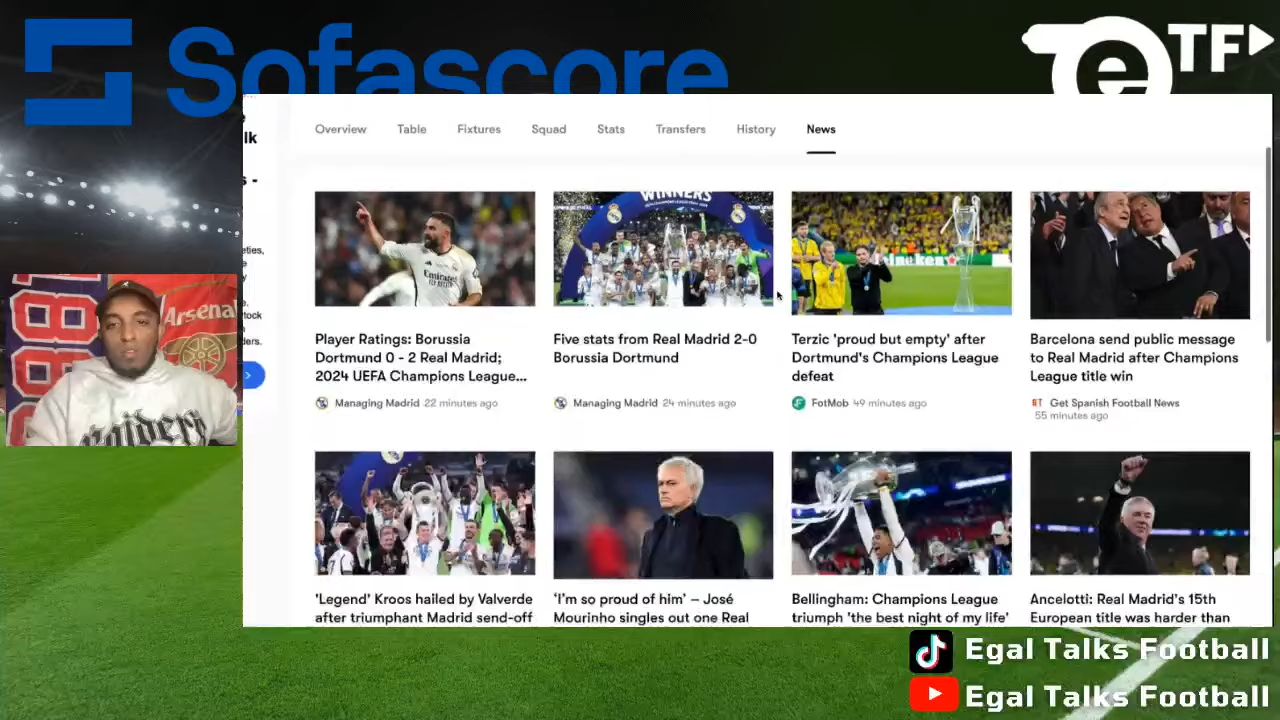 Sofascore
e
TF
Overview Table Fixtures Squad Stats Transfers History News
WINNERS
Heineken
Emirates
FLY BETTER
Player Ratings: Borussia
Dortmund 0 - 2 Real Madrid;
2024 UEFA Champions League...
Managing Madrid 22 minutes ago
Five stats from Real Madrid 2-0
Borussia Dortmund
Managing Madrid 24 minutes ago
Terzic 'proud but empty' after
Dortmund's Champions League
defeat
FotMob 49 minutes ago
Barcelona send public message
to Real Madrid after Champions
League title win
Get Spanish Football News
55 minutes ago
Arsenal
'Legend' Kroos hailed by Valverde
after triumphant Madrid send-off
'I'm so proud of him' – José
Mourinho singles out one Real
Bellingham: Champions League
triumph 'the best night of my life'
Ancelotti: Real Madrid's 15th
European title was harder than
Egal Talks Football
Egal Talks Football